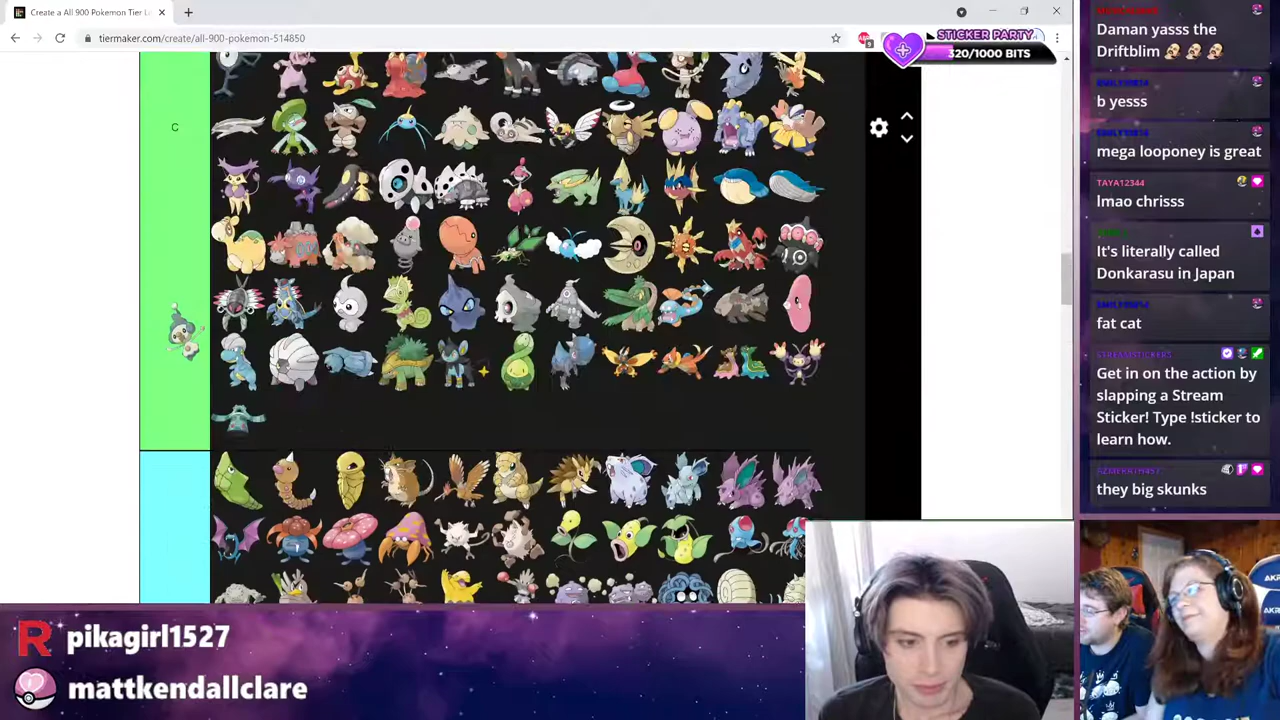 Create a All 900 Pokemon Tier L
tiermaker.com/create/all-900-pokemon-514850
STICKER PARTY
320/1000 BITS
C
Daman yasss the
Driftblim
b yesss
mega looponey is great
TAYA12344
lmao chrisss
It's literally called
Donkarasu in Japan
fat cat
STREAMSTICKERS
Get in on the action by
slapping a Stream
Sticker! Type !sticker to
learn how.
they big skunks
R pikagirl1527
mattkendallclare